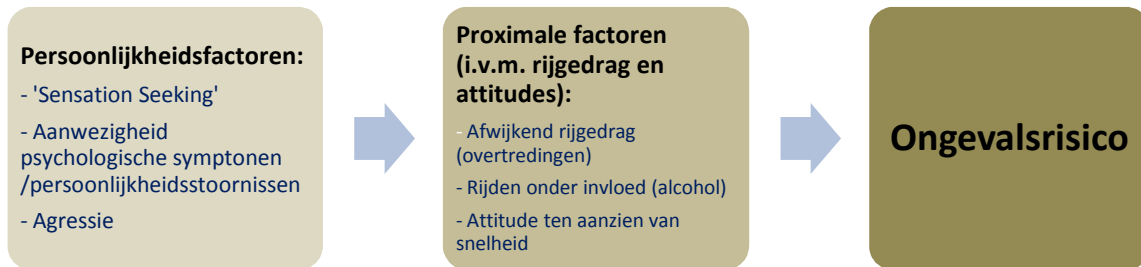 Persoonlijkheidsfactoren:
- 'Sensation Seeking'
- Aanwezigheid
psychologische symptonen
/persoonlijkheidsstoornissen
- Agressie
Proximale factoren
(i.v.m. rijgedrag en
attitudes):
- Afwijkend rijgedrag
(overtredingen)
- Rijden onder invloed (alcohol)
- Attitude ten aanzien van
snelheid
Ongevalsrisico